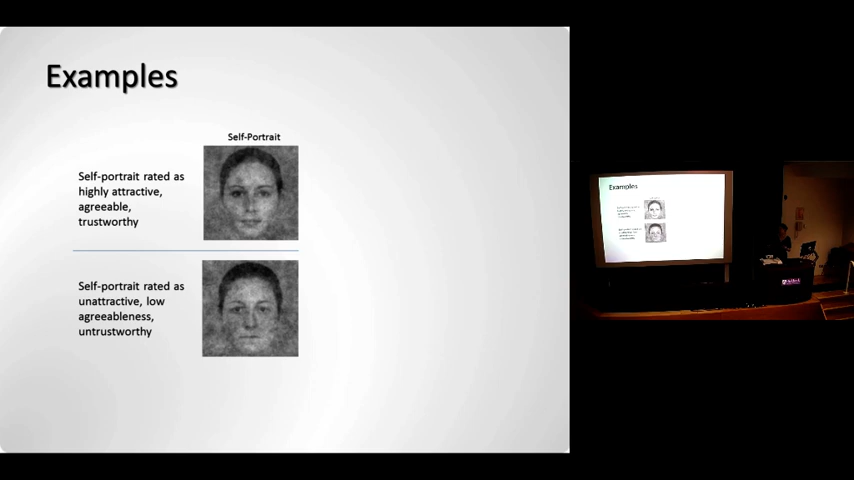 Examples
Self-Portrait
Self-portrait rated as
highly attractive,
agreeable,
trustworthy
Self-portrait rated as
unattractive, low
agreeableness,
untrustworthy
Examples